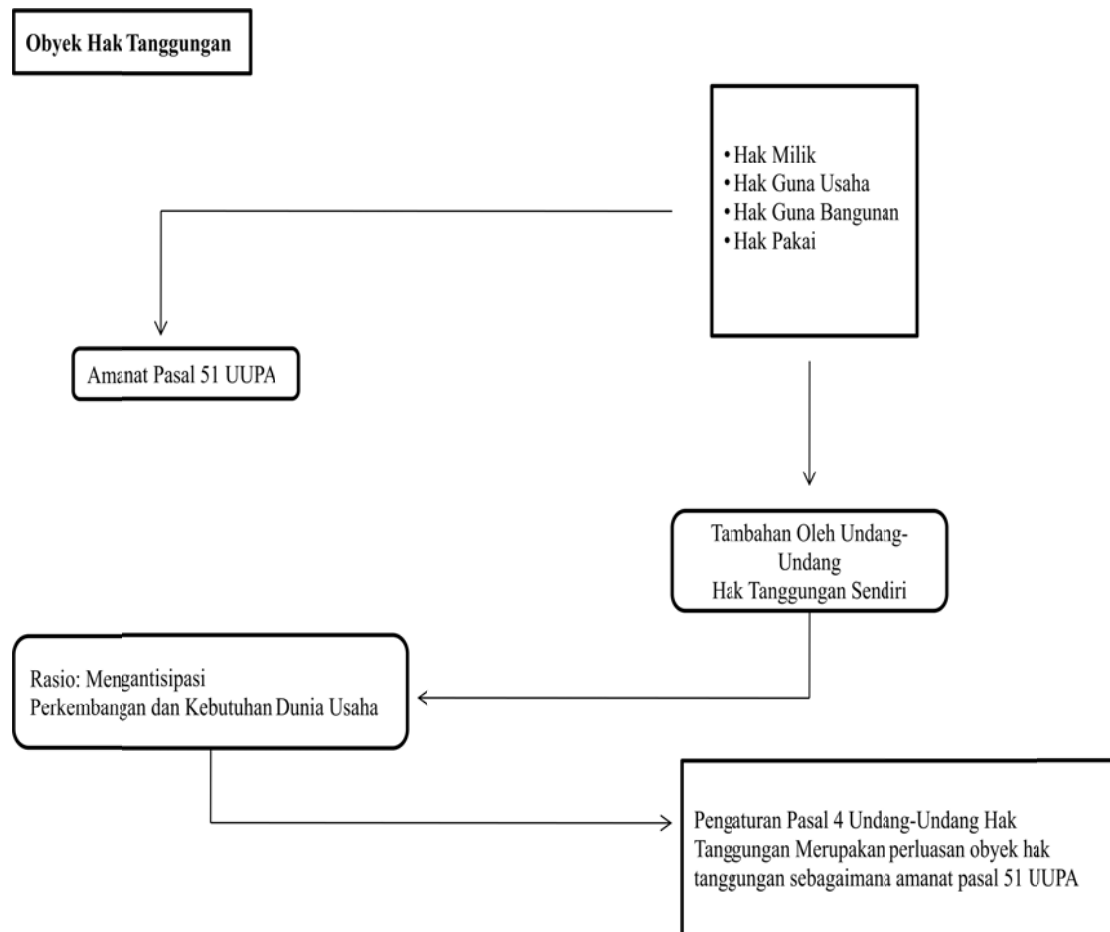 Obyek Hak Tanggungan
• Hak Milik
• Hak Guna Usaha
• Hak Guna Bangunan
• Hak Pakai
Amanat Pasal 51 UUPA
Tambahan Oleh Undang-
Undang
Hak Tanggungan Sendiri
Rasio: Mengantisipasi
Perkembangan dan Kebutuhan Dunia Usaha
Pengaturan Pasal 4 Undang-Undang Hak
Tanggungan Merupakan perluasan obyek hak
tanggungan sebagaimana amanat pasal 51 UUPA